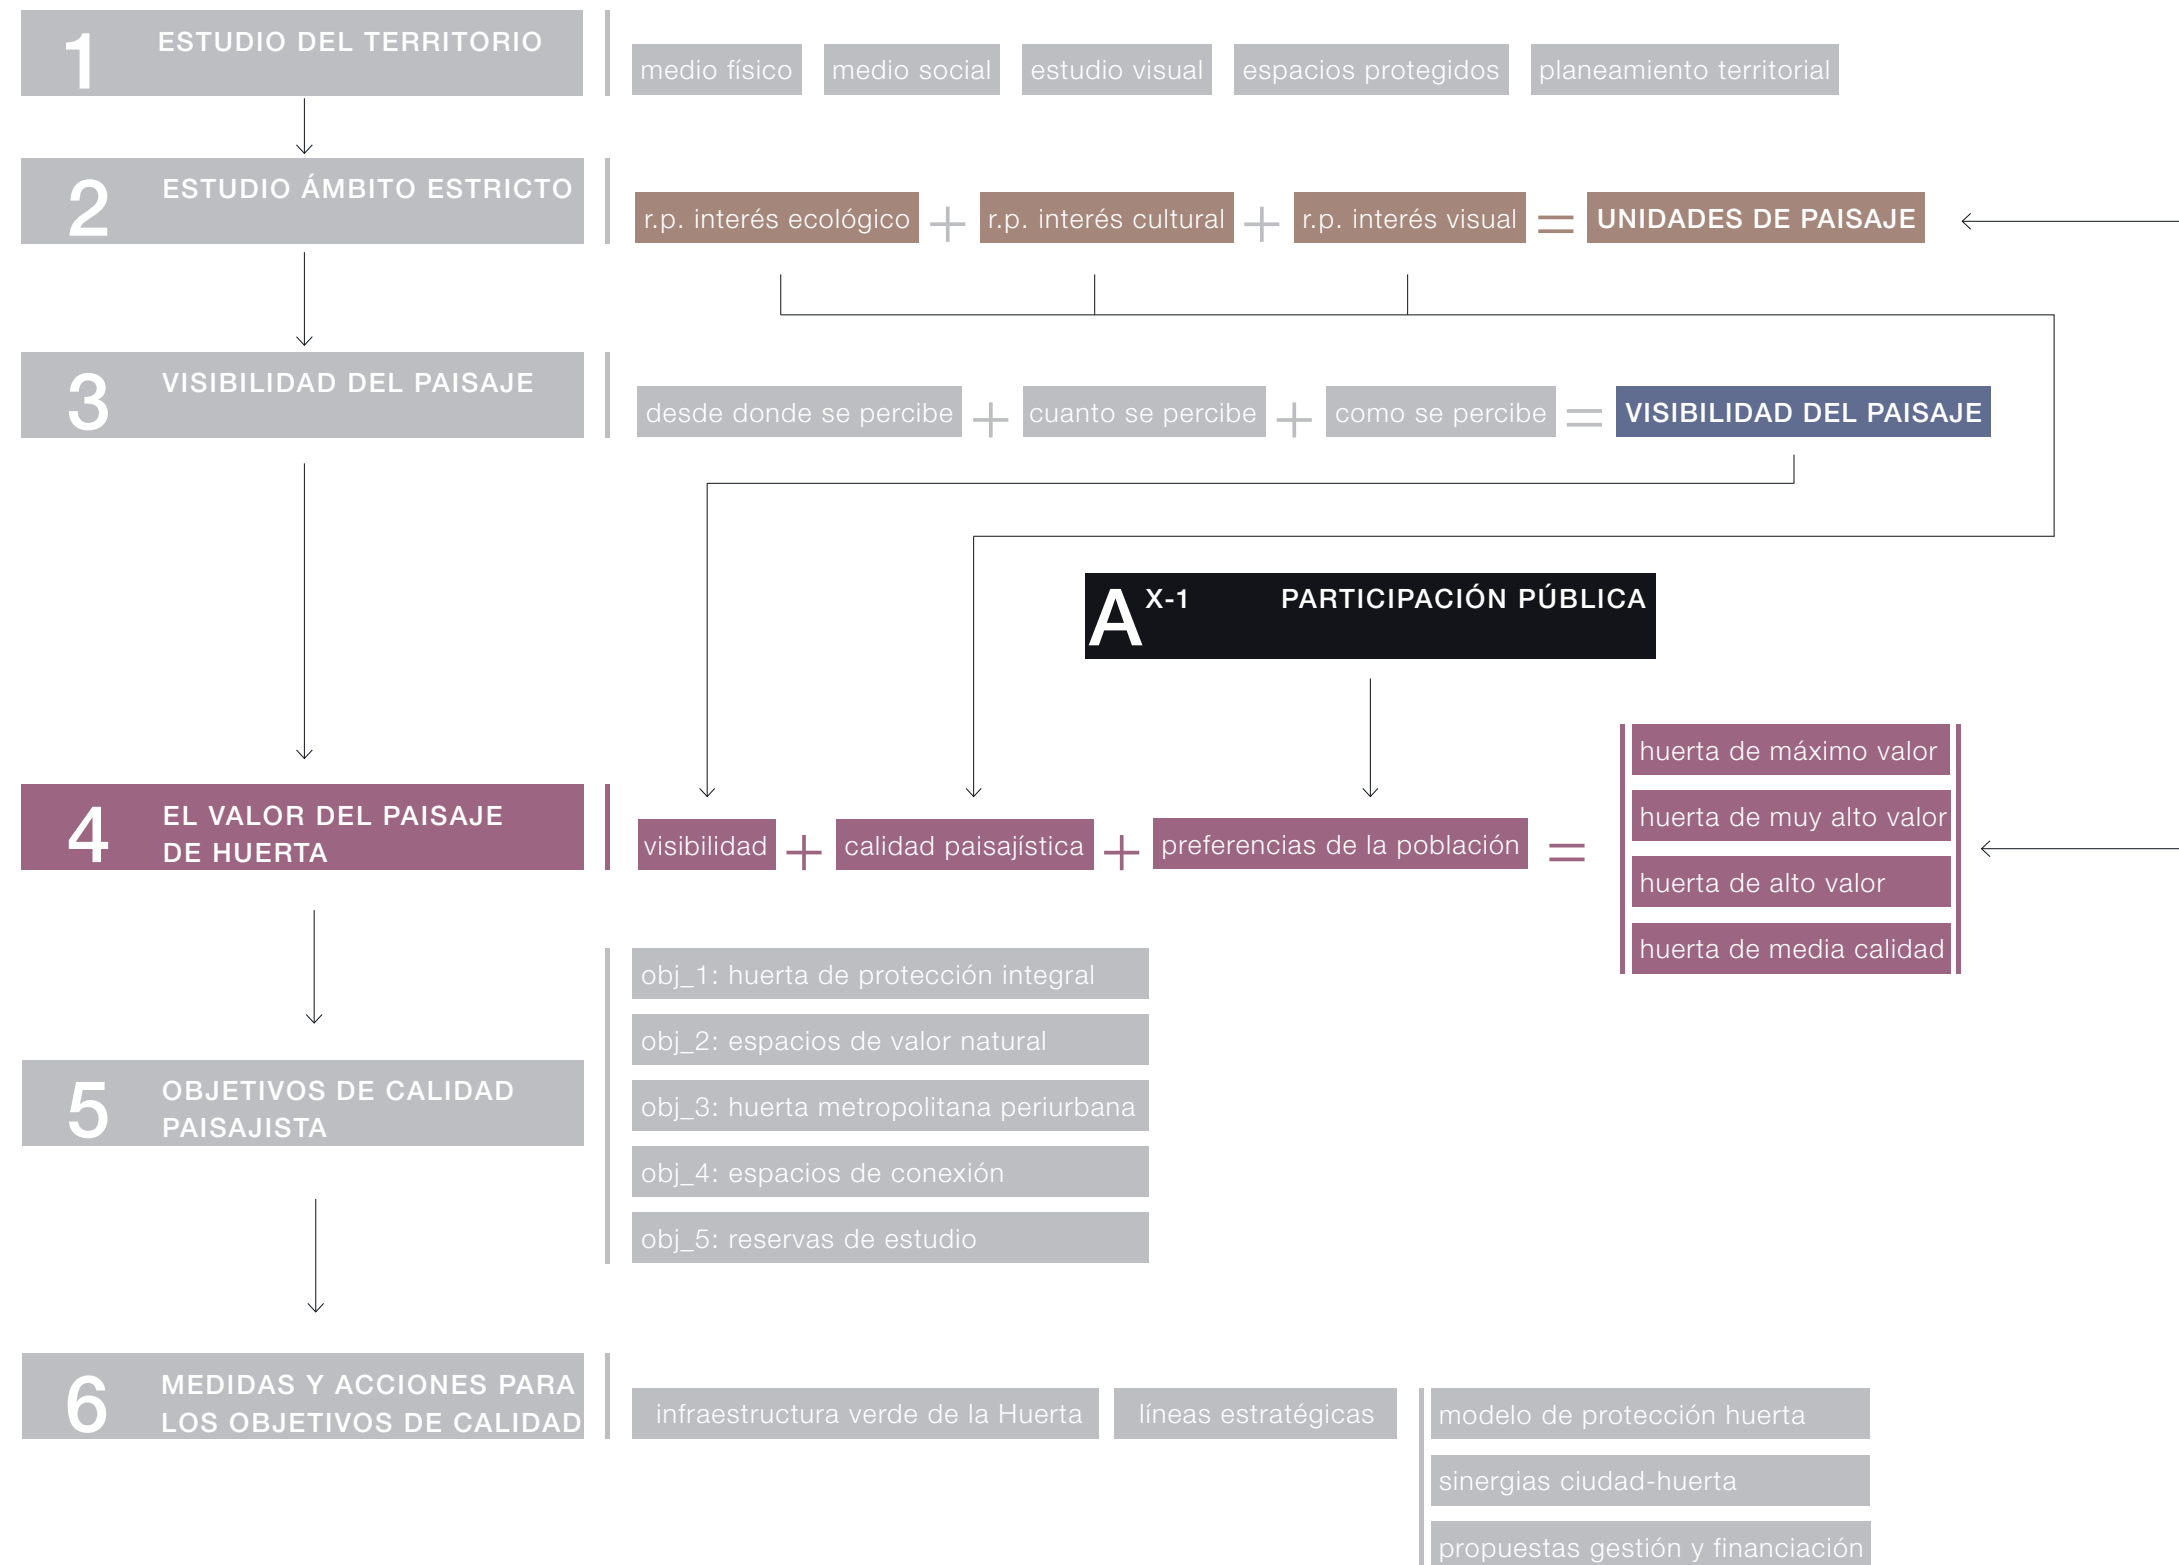 1 ESTUDIO DEL TERRITORIO
medio físico medio social estudio visual espacios protegidos planeamiento territorial
2 ESTUDIO ÁMBITO ESTRICTO
r.p. interés ecológico + r.p. interés cultural + r.p. interés visual = UNIDADES DE PAISAJE
3 VISIBILIDAD DEL PAISAJE
desde donde se percibe + cuanto se percibe + como se percibe = VISIBILIDAD DEL PAISAJE
A X-1 PARTICIPACIÓN PÚBLICA
4 EL VALOR DEL PAISAJE
DE HUERTA
visibilidad + calidad paisajística + preferencias de la población =
huerta de máximo valor
huerta de muy alto valor
huerta de alto valor
huerta de media calidad
5 OBJETIVOS DE CALIDAD
PAISAJISTA
obj_1: huerta de protección integral
obj_2: espacios de valor natural
obj_3: huerta metropolitana periurbana
obj_4: espacios de conexión
obj_5: reservas de estudio
6 MEDIDAS Y ACCIONES PARA
LOS OBJETIVOS DE CALIDAD
infraestructura verde de la Huerta líneas estratégicas modelo de protección huerta
sinergias ciudad-huerta
propuestas gestión y financiación